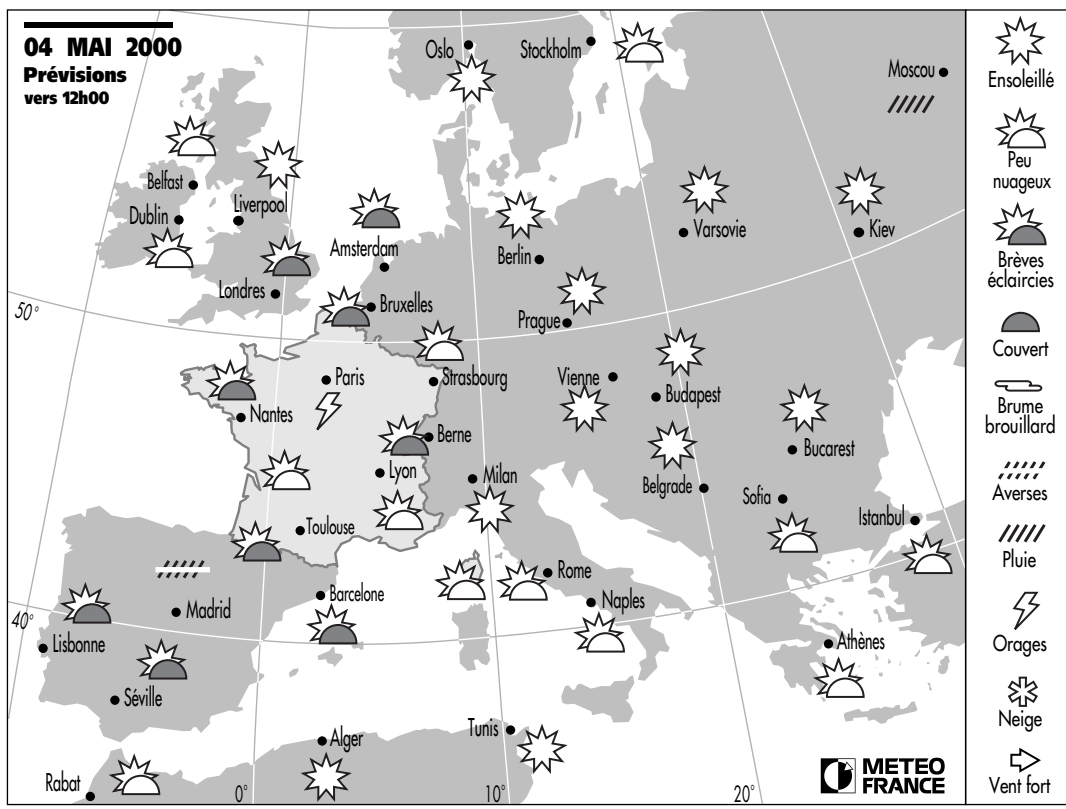 04 MAI 2000
Prévisions
vers 12h00
Oslo
Stockholm
Moscou
Belfast
Dublin
Liverpool
Amsterdam
Berlin
Varsovie
Kiev
Londres
Bruxelles
Prague
50°
Paris
Strasbourg
Vienne
Budapest
Nantes
Berne
Lyon
Milan
Bucarest
Belgrade
Sofia
Istanbul
Toulouse
Rome
Barcelone
Naples
Madrid
40°
Lisbonne
Athènes
Séville
Alger
Tunis
Rabat
0°
10°
20°
METEO
FRANCE
Ensoleillé
Peu
nuageux
Brèves
éclaircies
Couvert
Brume
brouillard
Averses
Pluie
Orages
Neige
Vent fort